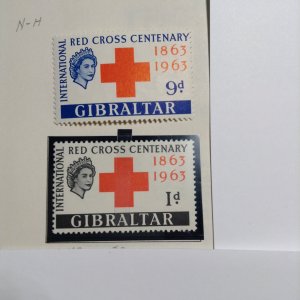 N-H
INTERNATIONAL
RED CROSS CENTENARY
1863
1963
9d
GIBRALTAR
INTERNATIONAL
RED CROSS CENTENARY
1863
1963
1d
GIBRALTAR